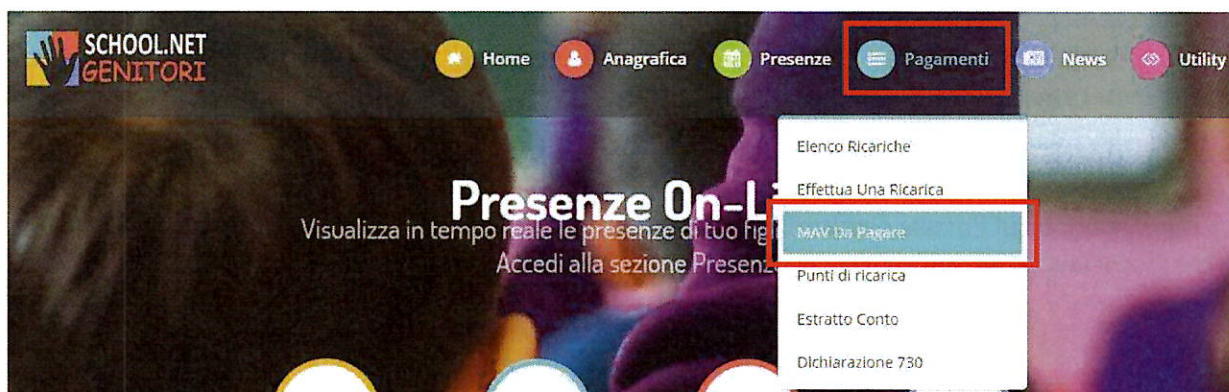 SCHOOL.NET
GENITORI
Home
Anagrafica
Presenze
Pagamenti
News
Utility
Elenco Ricariche
Effettua Una Ricarica
MAV Da Pagare
Punti di ricarica
Estratto Conto
Dichiarazione 730
Presenze On-Li
Visualizza in tempo reale le presenze di tuo figl
Accedi alla sezione Presenz